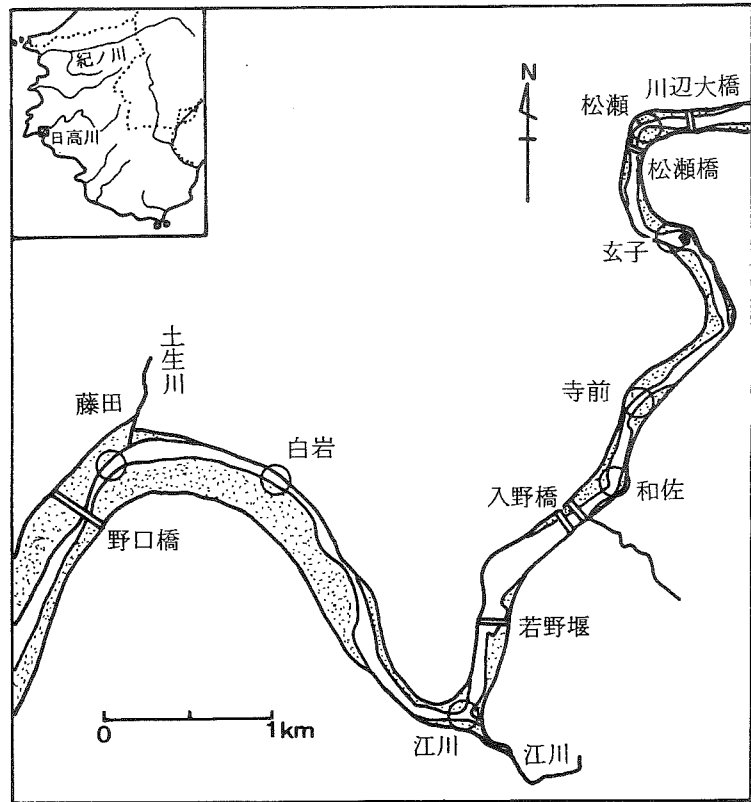 紀ノ川
日高川
N
川辺大橋
松瀬
松瀬橋
玄子
土生川
藤田
寺前
白岩
和佐
入野橋
野口橋
若野堰
0
1km
江川
江川